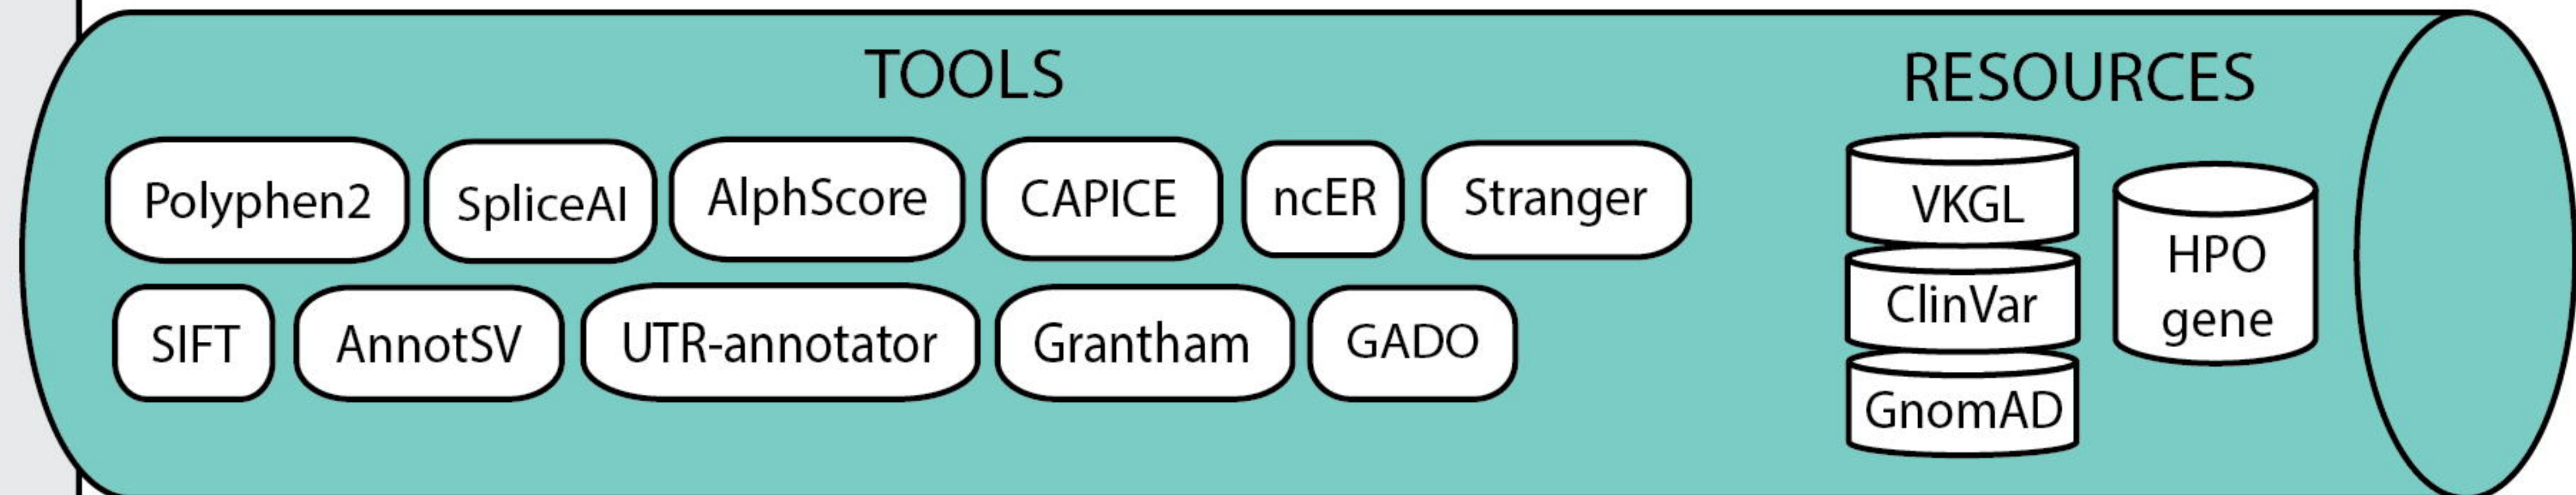 TOOLS
RESOURCES
Polyphen2
SpliceAI
AlphScore
CAPICE
ncER
Stranger
SIFT
AnnotSV
UTR-annotator
Grantham
GADO
VKGL
ClinVar
GnomAD
HPO
gene